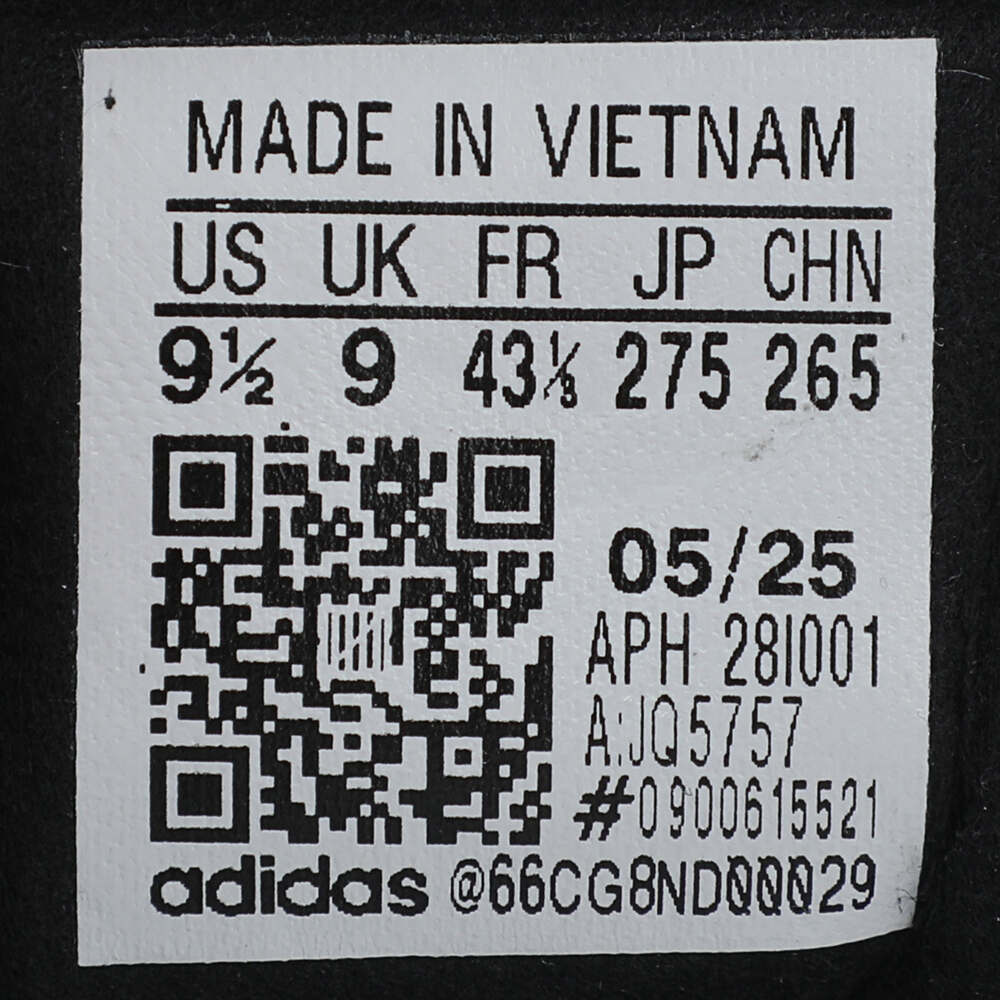 MADE IN VIETNAM
US UK FR JP CHN
9½ 9 43⅓ 275 265
05/25
APH 28I001
A:JQ5757
#0900615521
adidas @66CG8ND00029